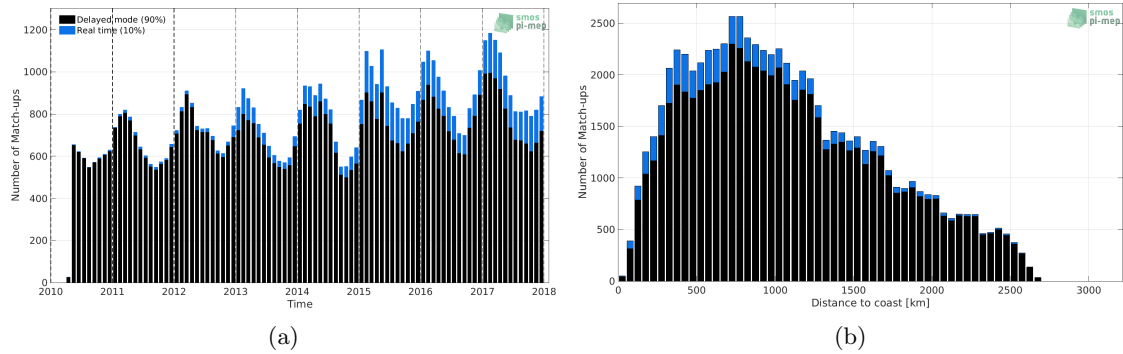 Delayed mode (90%)
Real time (10%)
smos
pi-mep
Number of Match-ups
1200
1000
800
600
400
200
0
2010
2011
2012
2013
2014
2015
2016
2017
2018
Time
(a)
smos
pi-mep
Number of Match-ups
2500
2000
1500
1000
500
0
0
500
1000
1500
2000
2500
3000
Distance to coast [km]
(b)